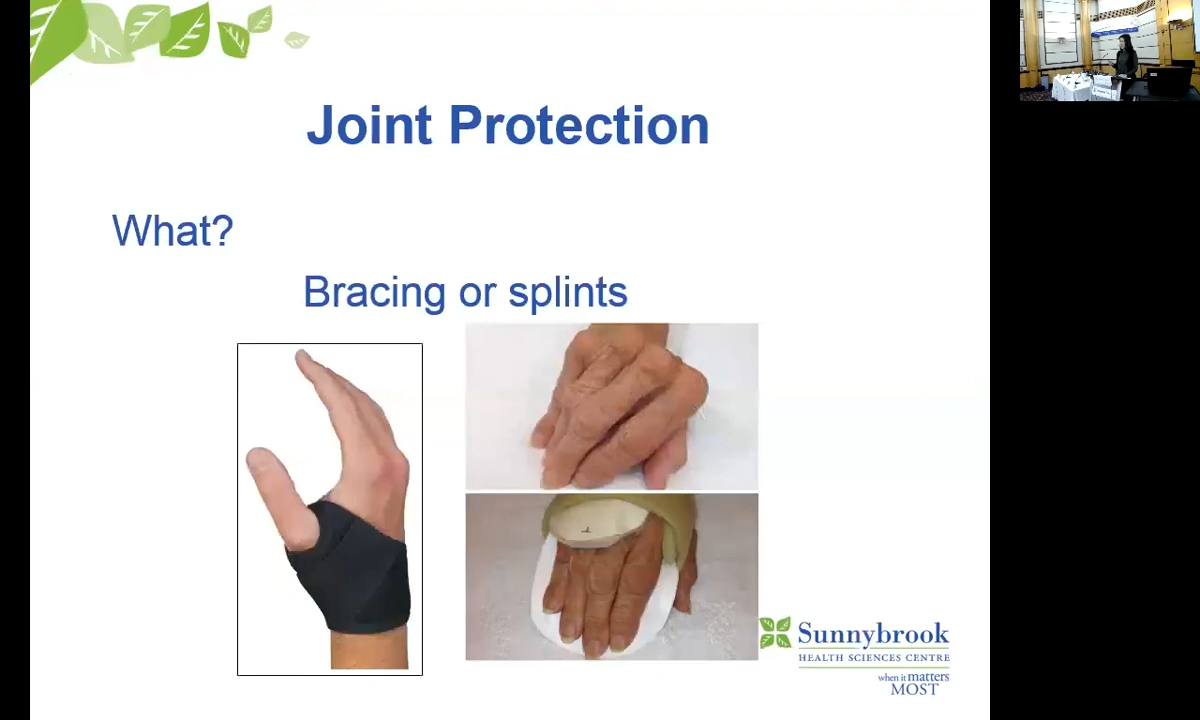 Joint Protection
What?
Bracing or splints
Sunnybrook
HEALTH SCIENCES CENTRE
when it matters
MOST